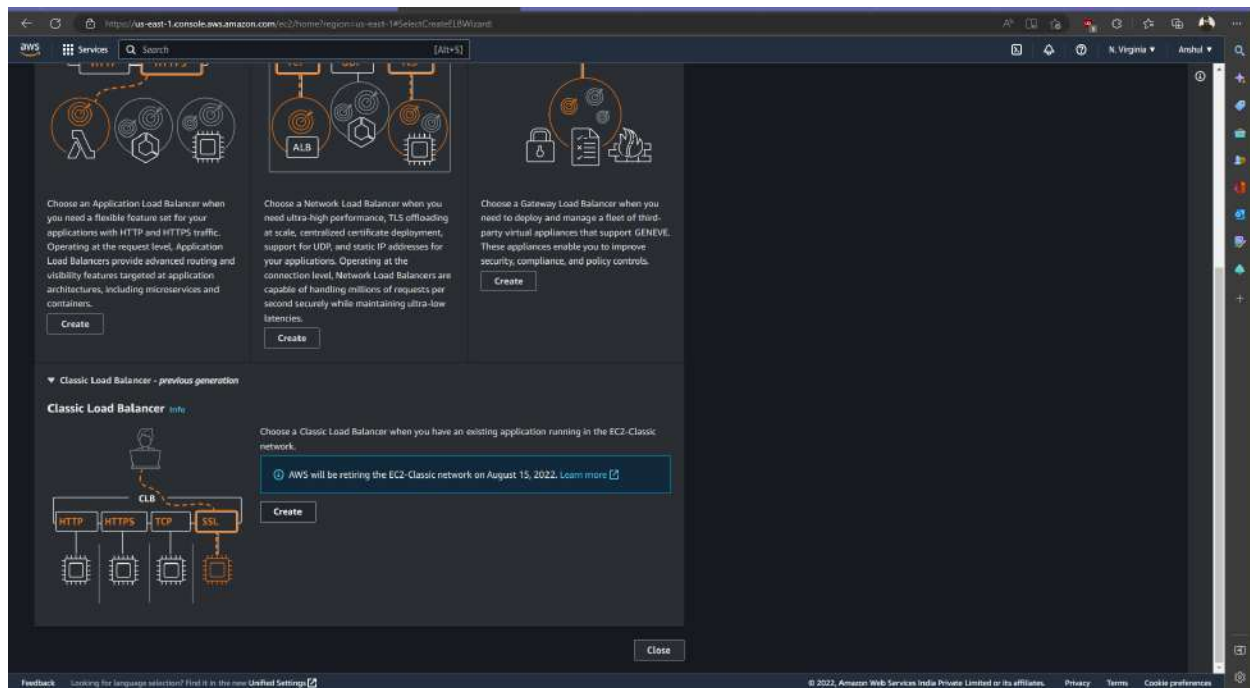 https://us-east-1.console.aws.amazon.com/ec2/home?region=us-east-1#SelectCreateELBWizard:
aws
Services
Search
[Alt+S]
N. Virginia ▼
Anshul ▼
HTTP
HTTPS
TCP
UDP
TLS
ALB
Choose an Application Load Balancer when
you need a flexible feature set for your
applications with HTTP and HTTPS traffic.
Operating at the request level, Application
Load Balancers provide advanced routing and
visibility features targeted at application
architectures, including microservices and
containers.
Create
Choose a Network Load Balancer when you
need ultra-high performance, TLS offloading
at scale, centralized certificate deployment,
support for UDP, and static IP addresses for
your applications. Operating at the
connection level, Network Load Balancers are
capable of handling millions of requests per
second securely while maintaining ultra-low
latencies.
Create
Choose a Gateway Load Balancer when you
need to deploy and manage a fleet of third-
party virtual appliances that support GENEVE.
These appliances enable you to improve
security, compliance, and policy controls.
Create
▼ Classic Load Balancer - previous generation
Classic Load Balancer Info
CLB
HTTP
HTTPS
TCP
SSL
Choose a Classic Load Balancer when you have an existing application running in the EC2-Classic
network.
AWS will be retiring the EC2-Classic network on August 15, 2022. Learn more
Create
Close
Feedback
Looking for language selection? Find it in the new Unified Settings
© 2022, Amazon Web Services India Private Limited or its affiliates.
Privacy
Terms
Cookie preferences